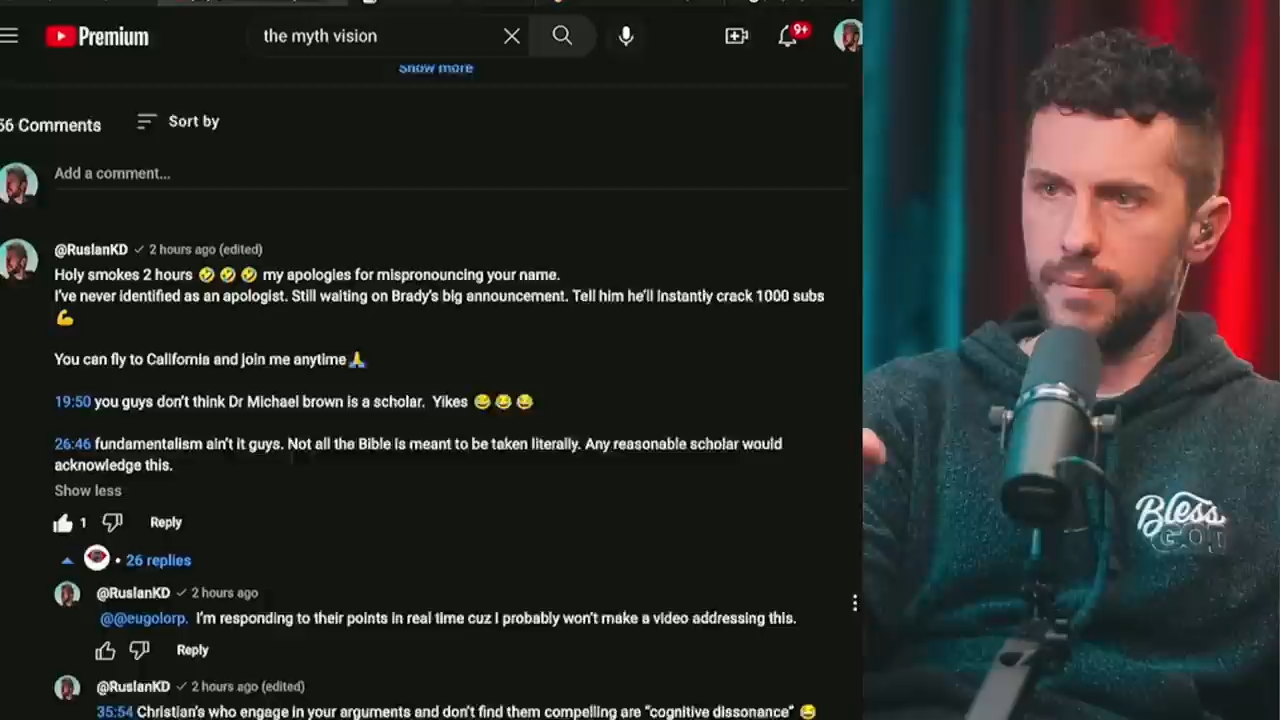 Premium
the myth vision
9+
Show more
56 Comments
Sort by
Add a comment...
@RuslanKD 2 hours ago (edited)
Holy smokes 2 hours 🤣 🤣 🤣 my apologies for mispronouncing your name.
I've never identified as an apologist. Still waiting on Brady's big announcement. Tell him he'll instantly crack 1000 subs
💪
You can fly to California and join me anytime🙏
19:50 you guys don't think Dr Michael brown is a scholar. Yikes 😂 😂 😂
26:46 fundamentalism ain't it guys. Not all the Bible is meant to be taken literally. Any reasonable scholar would
acknowledge this.
Show less
1 Reply
• 26 replies
@RuslanKD 2 hours ago
@@eugolorp. I'm responding to their points in real time cuz I probably won't make a video addressing this.
Reply
@RuslanKD 2 hours ago (edited)
35:54 Christian's who engage in your arguments and don't find them compelling are "cognitive dissonance" 😂
Bless
GOD